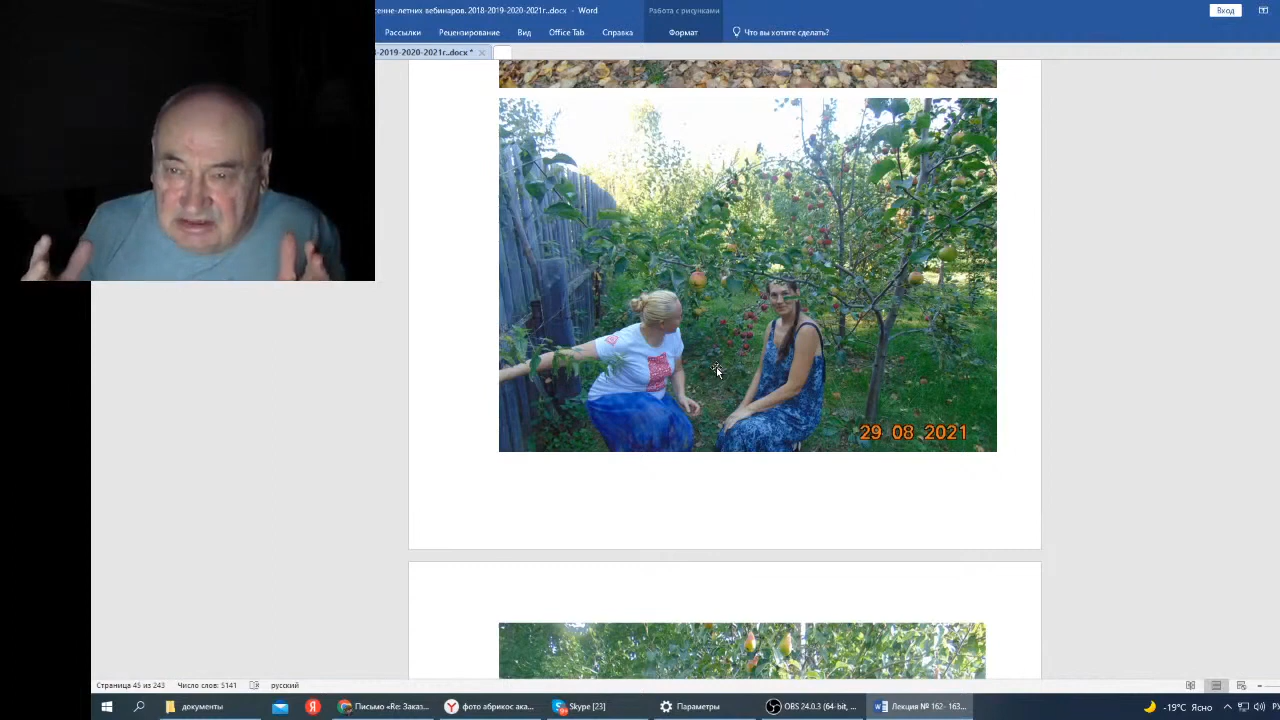 сенне-летних вебинаров. 2018-2019-2020-2021г..docx - Word
Работа с рисунками
Вход
Рассылки
Рецензирование
Вид
Office Tab
Справка
Формат
Что вы хотите сделать?
-2019-2020-2021г..docx *
29 08 2021
Страница 45 из 243
Число слов: 5141
русский
документы
Письмо «Re: Заказ...
фото абрикос ака...
Skype [23]
Параметры
OBS 24.0.3 (64-bit, ...
Лекция № 162- 163...
-19°C Ясно